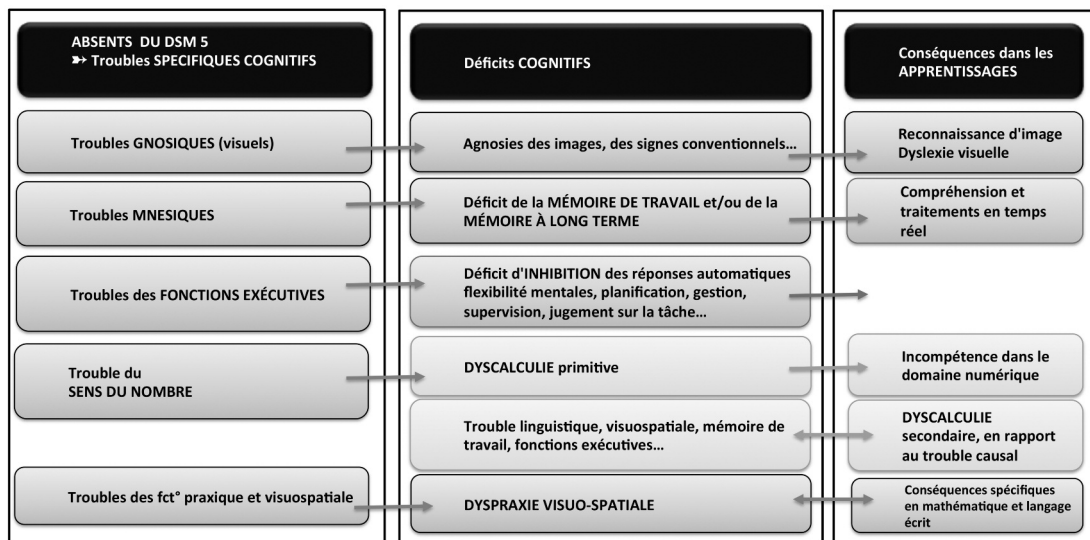 ABSENTS DU DSM 5
➳ Troubles SPECIFIQUES COGNITIFS
Déficits COGNITIFS
Conséquences dans les
APPRENTISSAGES
Troubles GNOSIQUES (visuels)
Agnosies des images, des signes conventionnels...
Reconnaissance d'image
Dyslexie visuelle
Troubles MNESIQUES
Déficit de la MÉMOIRE DE TRAVAIL et/ou de la
MÉMOIRE À LONG TERME
Compréhension et
traitements en temps
réel
Troubles des FONCTIONS EXÉCUTIVES
Déficit d'INHIBITION des réponses automatiques
flexibilité mentales, planification, gestion,
supervision, jugement sur la tâche...
Trouble du
SENS DU NOMBRE
DYSCALCULIE primitive
Incompétence dans le
domaine numérique
Trouble linguistique, visuospatiale, mémoire de
travail, fonctions exécutives...
DYSCALCULIE
secondaire, en rapport
au trouble causal
Troubles des fct° praxique et visuospatiale
DYSPRAXIE VISUO-SPATIALE
Conséquences spécifiques
en mathématique et langage
écrit